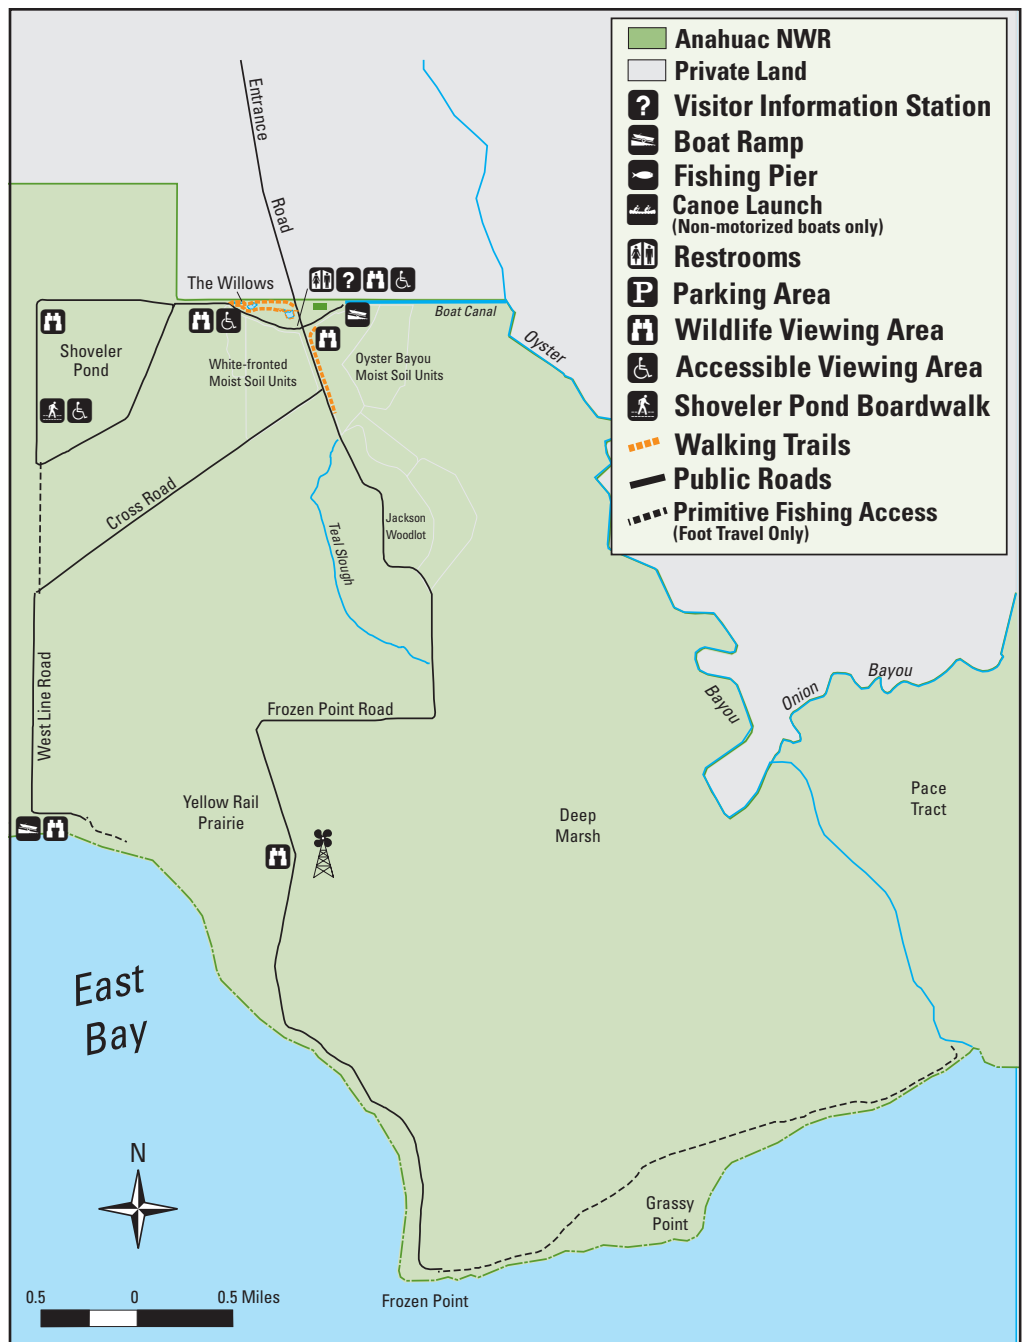 Anahuac NWR
Private Land
? Visitor Information Station
Boat Ramp
Fishing Pier
Canoe Launch
(Non-motorized boats only)
Restrooms
P Parking Area
Wildlife Viewing Area
Accessible Viewing Area
Shoveler Pond Boardwalk
Walking Trails
Public Roads
Primitive Fishing Access
(Foot Travel Only)
Entrance
Road
The Willows
?
Boat Canal
Oyster
Shoveler
Pond
White-fronted
Moist Soil Units
Oyster Bayou
Moist Soil Units
Cross Road
Teal Slough
Jackson
Woodlot
West Line Road
Frozen Point Road
Bayou
Onion
Bayou
Yellow Rail
Prairie
Deep
Marsh
Pace
Tract
East
Bay
N
Grassy
Point
0.5 0 0.5 Miles
Frozen Point